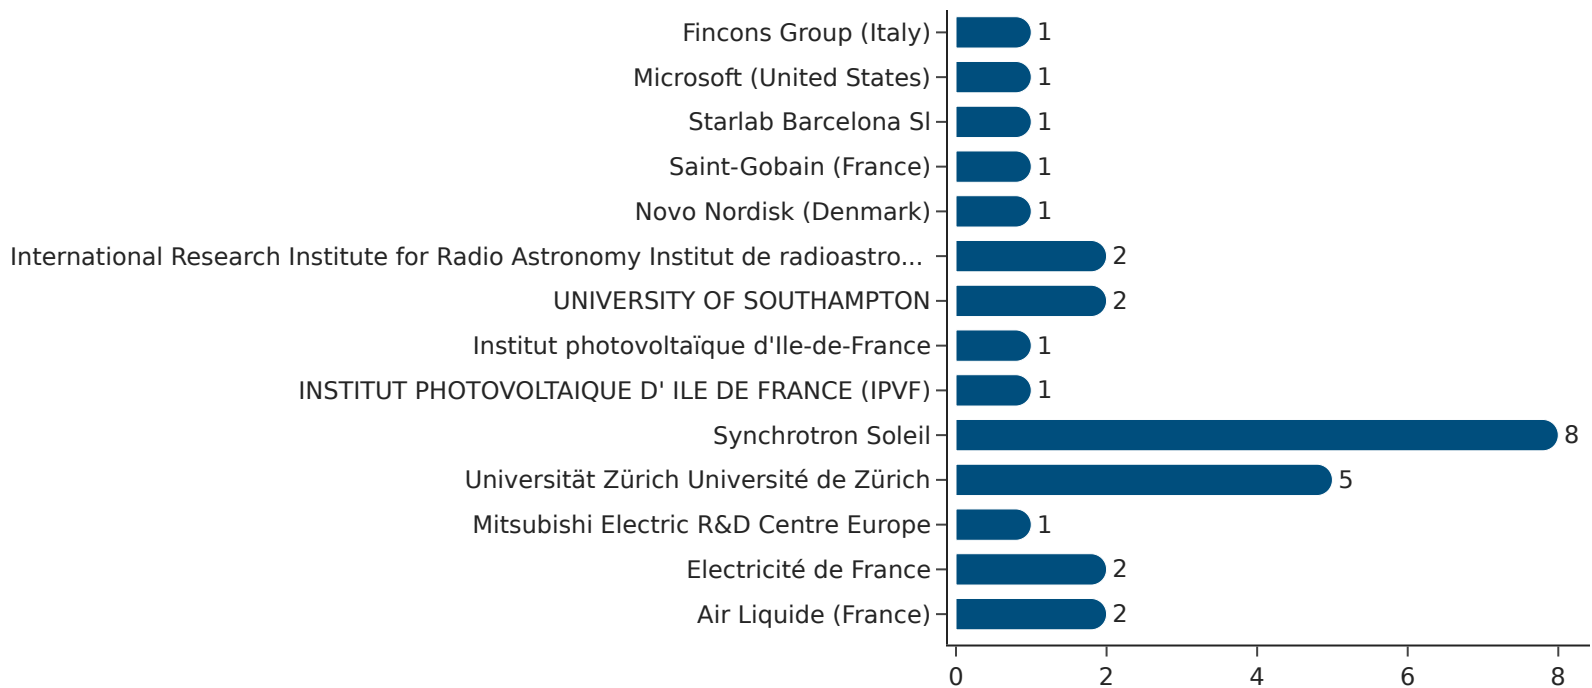 Fincons Group (Italy) 1
Microsoft (United States) 1
Starlab Barcelona Sl 1
Saint-Gobain (France) 1
Novo Nordisk (Denmark) 1
International Research Institute for Radio Astronomy Institut de radioastro... 2
UNIVERSITY OF SOUTHAMPTON 2
Institut photovoltaïque d'Ile-de-France 1
INSTITUT PHOTOVOLTAIQUE D' ILE DE FRANCE (IPVF) 1
Synchrotron Soleil 8
Universität Zürich Université de Zürich 5
Mitsubishi Electric R&D Centre Europe 1
Electricité de France 2
Air Liquide (France) 2
0 2 4 6 8